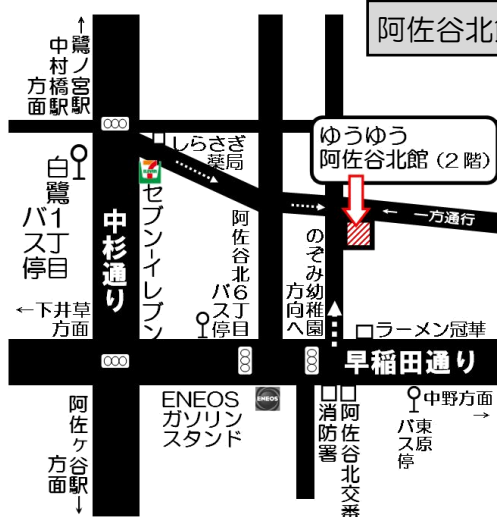 阿佐谷北
↑鷺ノ宮駅
中村橋駅
方面
しらさぎ
薬局
ゆうゆう
阿佐谷北館（2階）
白鷺1丁目
バス停
中杉通り
セブン-イレブン
← 一方通行
阿佐谷北6丁目
バス停
のぞみ幼稚園
方向へ
←下井草
方面
ラーメン冠華
早稲田通り
ENEOS
ガソリン
スタンド
ENEOS
消防署
阿佐谷北交番
東原
バス停
中野方面
→
阿佐ヶ谷駅
方面↓